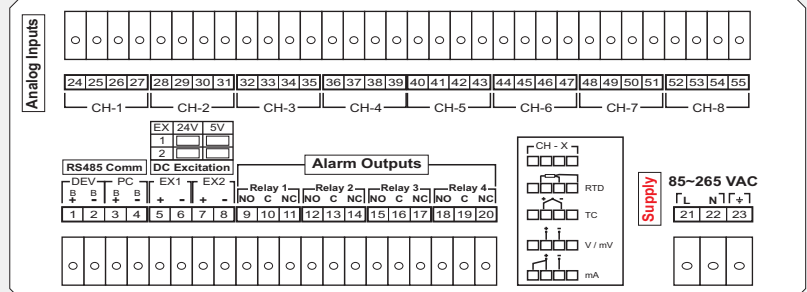 Analog Inputs
24 25 26 27 28 29 30 31 32 33 34 35 36 37 38 39 40 41 42 43 44 45 46 47 48 49 50 51 52 53 54 55
CH-1 CH-2 CH-3 CH-4 CH-5 CH-6 CH-7 CH-8
EX 24V 5V
1
2
RS485 Comm DC Excitation
Alarm Outputs
DEV PC EX1 EX2 Relay 1 Relay 2 Relay 3 Relay 4
B B B B
+ - + - + - + - NO C NC NO C NC NO C NC NO C NC
1 2 3 4 5 6 7 8 9 10 11 12 13 14 15 16 17 18 19 20
CH - X
RTD
+ -
TC
+ -
V / mV
+ -
mA
Supply
85~265 VAC
L N ÷
21 22 23